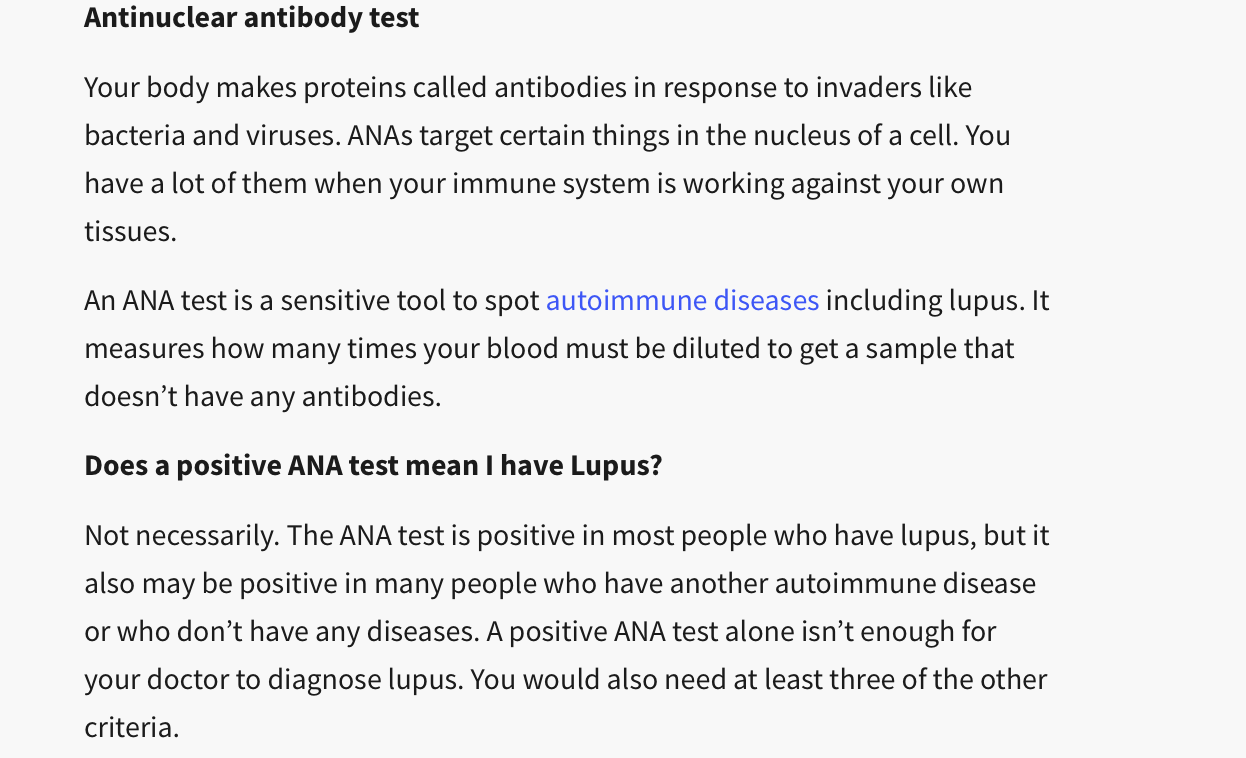 Antinuclear antibody test
Your body makes proteins called antibodies in response to invaders like
bacteria and viruses. ANAs target certain things in the nucleus of a cell. You
have a lot of them when your immune system is working against your own
tissues.
An ANA test is a sensitive tool to spot autoimmune diseases including lupus. It
measures how many times your blood must be diluted to get a sample that
doesn’t have any antibodies.
Does a positive ANA test mean I have Lupus?
Not necessarily. The ANA test is positive in most people who have lupus, but it
also may be positive in many people who have another autoimmune disease
or who don’t have any diseases. A positive ANA test alone isn’t enough for
your doctor to diagnose lupus. You would also need at least three of the other
criteria.